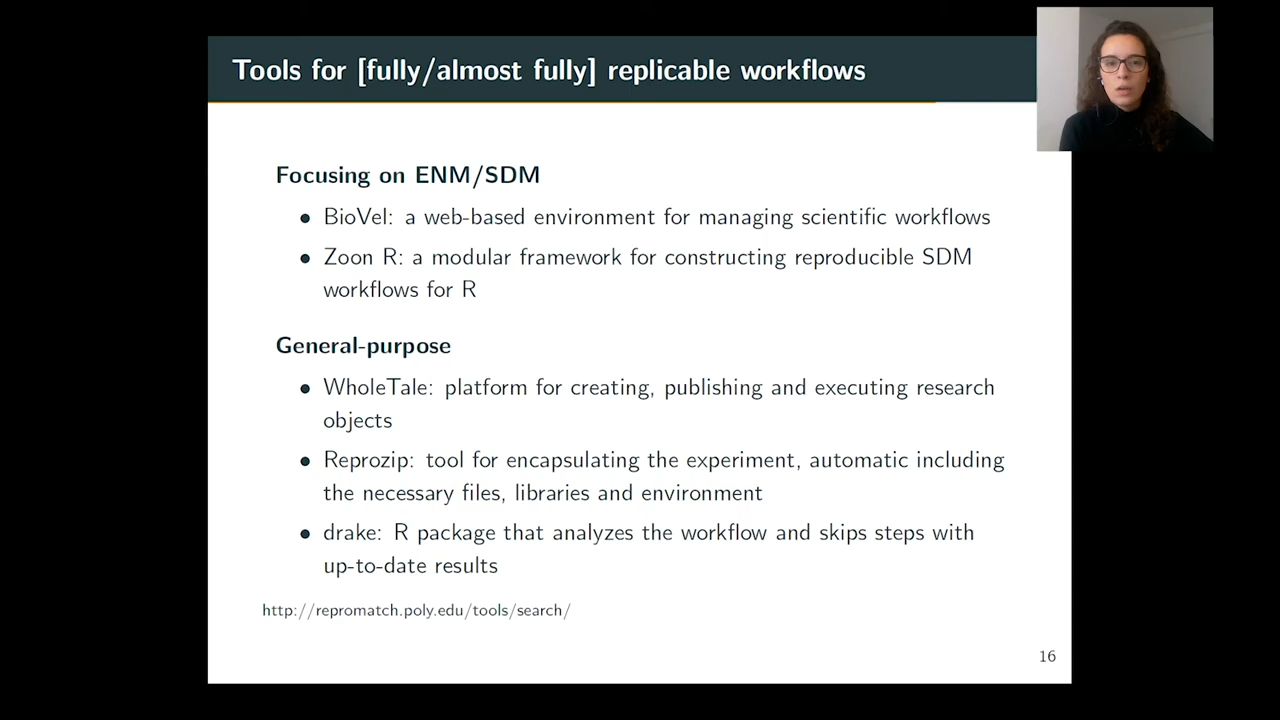 Tools for [fully/almost fully] replicable workflows
Focusing on ENM/SDM
• BioVel: a web-based environment for managing scientific workflows
• Zoon R: a modular framework for constructing reproducible SDM
workflows for R
General-purpose
• WholeTale: platform for creating, publishing and executing research
objects
• Reprozip: tool for encapsulating the experiment, automatic including
the necessary files, libraries and environment
• drake: R package that analyzes the workflow and skips steps with
up-to-date results
http://repromatch.poly.edu/tools/search/
16